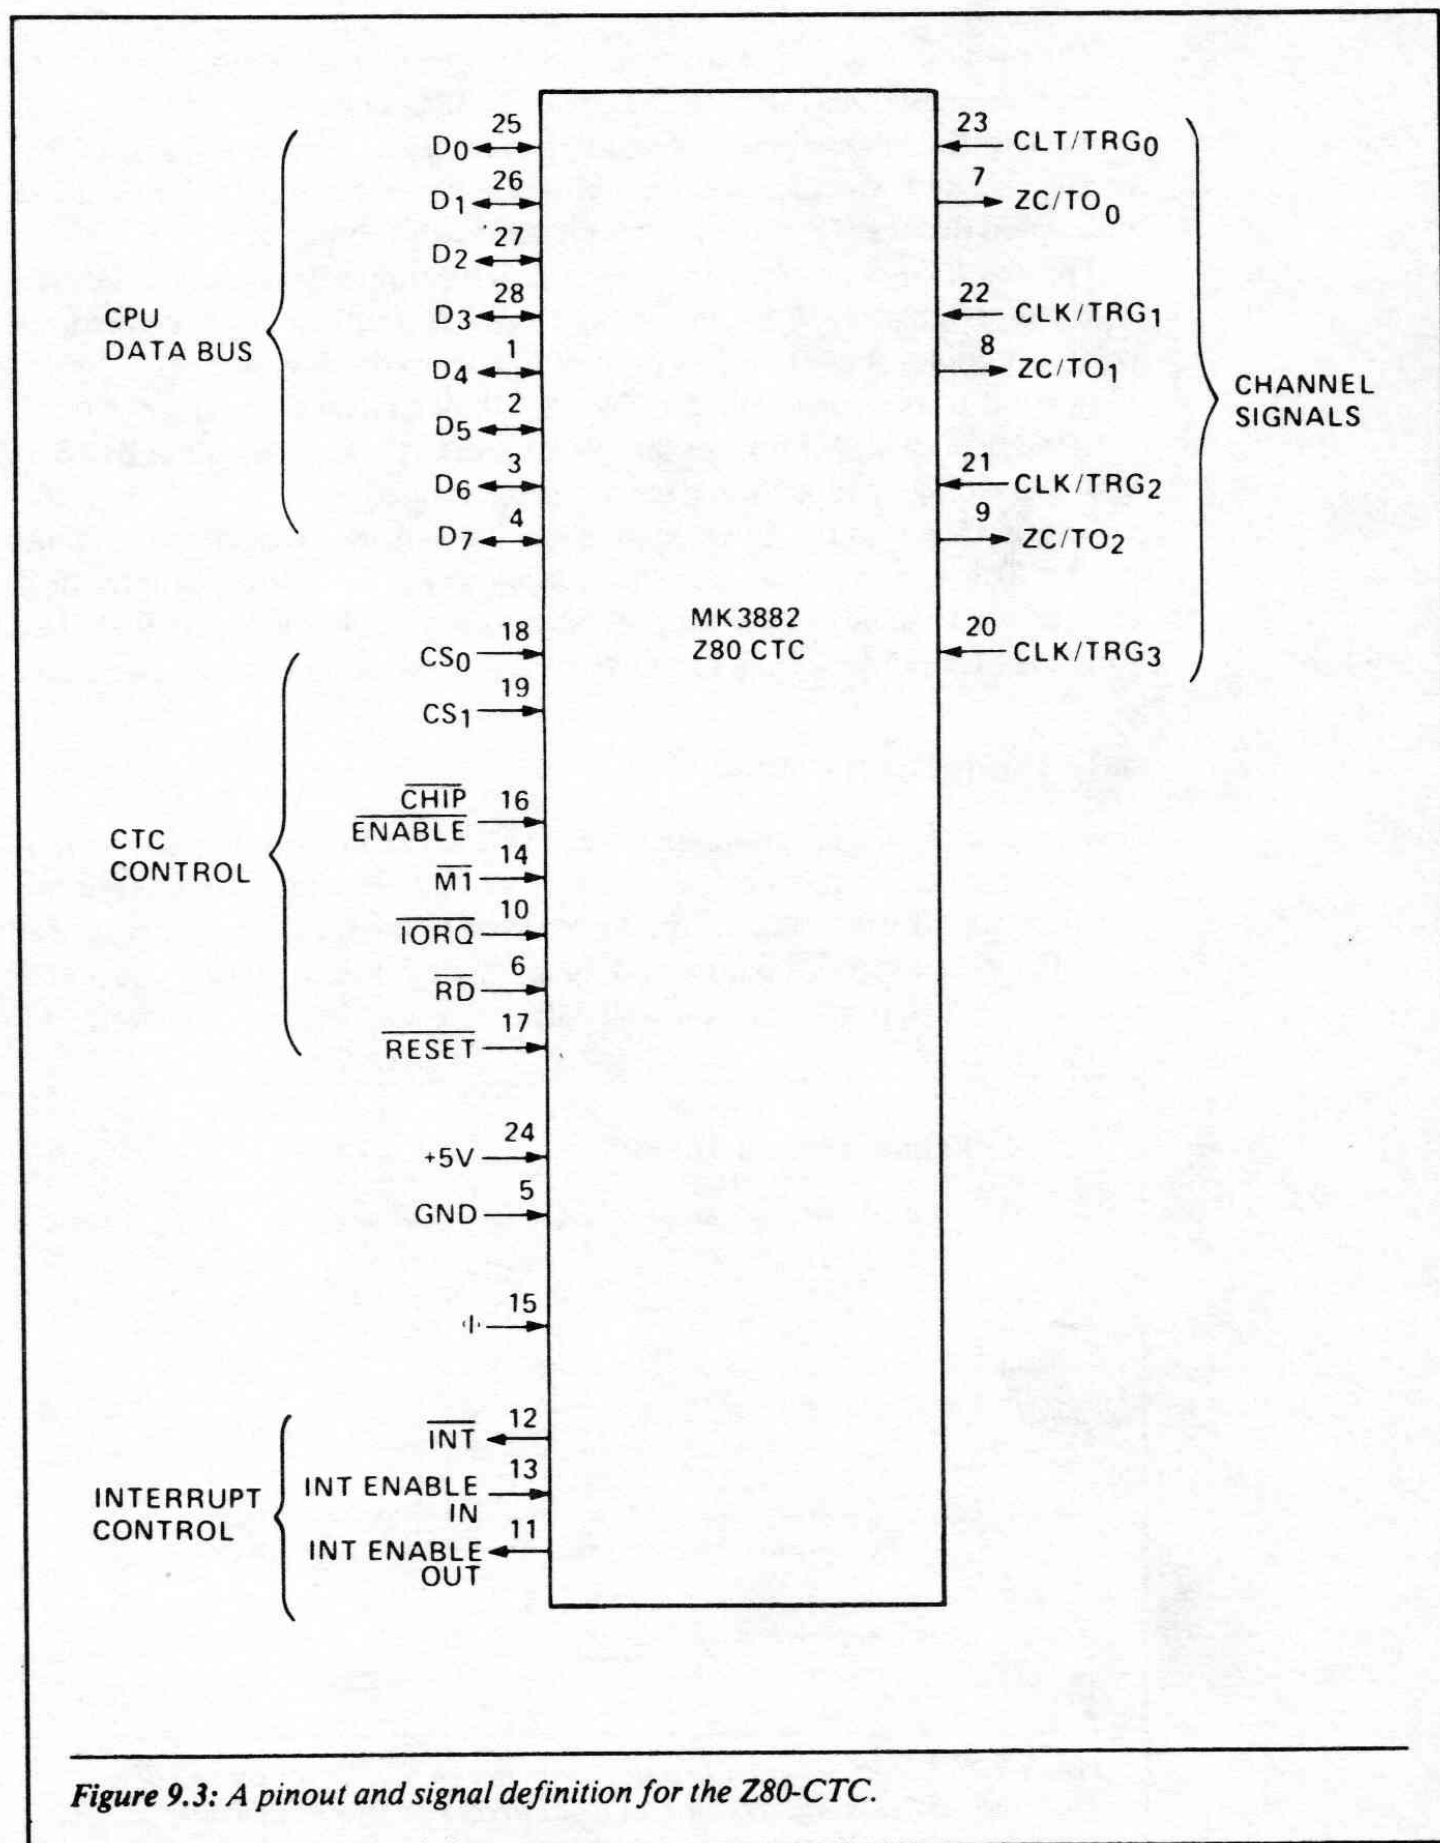 25
D0
26
D1
27
D2
28
D3
1
D4
2
D5
3
D6
4
D7
CPU
DATA BUS
18
CS0
19
CS1
CHIP
ENABLE
16
14
M1
10
IORQ
6
RD
17
RESET
CTC
CONTROL
24
+5V
5
GND
15
ϕ
12
INT
13
INT ENABLE
IN
11
INT ENABLE
OUT
INTERRUPT
CONTROL
MK3882
Z80 CTC
23
CLT/TRG0
7
ZC/TO0
22
CLK/TRG1
8
ZC/TO1
21
CLK/TRG2
9
ZC/TO2
20
CLK/TRG3
CHANNEL
SIGNALS
Figure 9.3: A pinout and signal definition for the Z80-CTC.